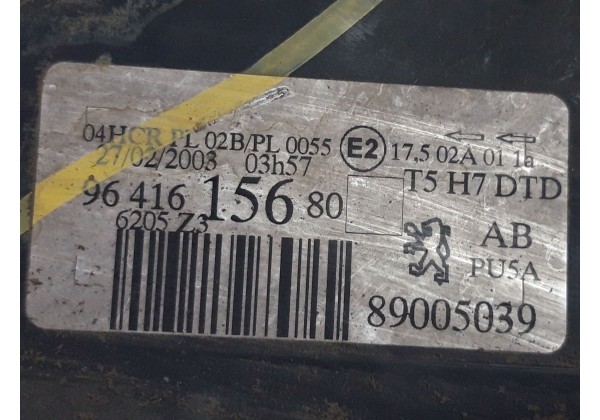 04HCR PL 02B/PL 0055 E2 17,5 02A 01 1a
27/02/2003 03h57
T5 H7 DTD
96 416 156 80
6205 Z3
AB
PU5A
89005039